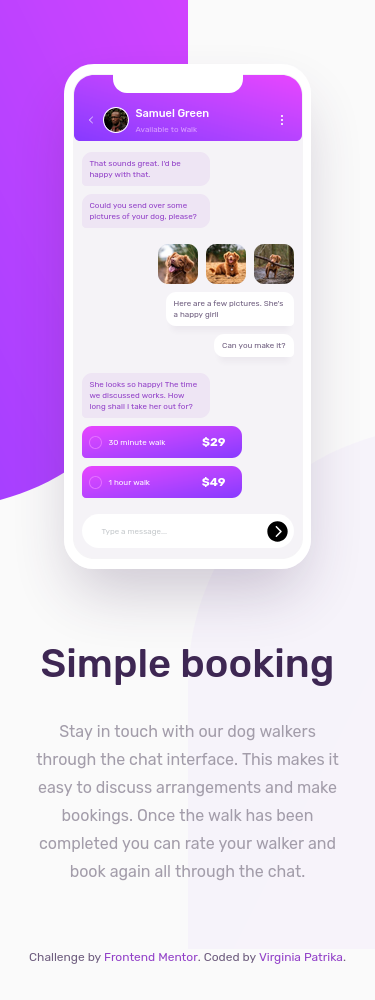 Samuel Green
Available to Walk
That sounds great. I'd be
happy with that.
Could you send over some
pictures of your dog, please?
Here are a few pictures. She's
a happy girl!
Can you make it?
She looks so happy! The time
we discussed works. How
long shall I take her out for?
30 minute walk $29
1 hour walk $49
Type a message...
Simple booking
Stay in touch with our dog walkers
through the chat interface. This makes it
easy to discuss arrangements and make
bookings. Once the walk has been
completed you can rate your walker and
book again all through the chat.
Challenge by Frontend Mentor. Coded by Virginia Patrika.